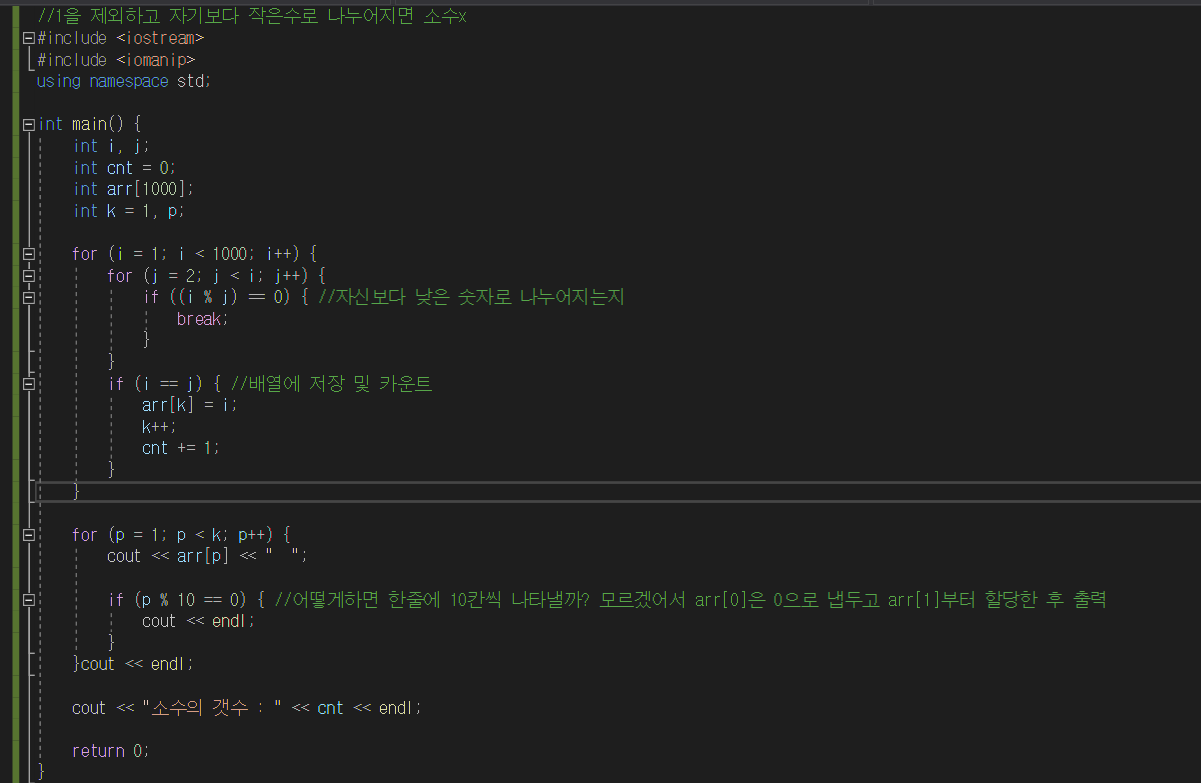 //1을 제외하고 자기보다 작은수로 나누어지면 소수x
#include <iostream>
#include <iomanip>
using namespace std;
int main() {
int i, j;
int cnt = 0;
int arr[1000];
int k = 1, p;
for (i = 1; i < 1000; i++) {
for (j = 2; j < i; j++) {
if ((i % j) == 0) { //자신보다 낮은 숫자로 나누어지는지
break;
}
}
if (i == j) { //배열에 저장 및 카운트
arr[k] = i;
k++;
cnt += 1;
}
}
for (p = 1; p < k; p++) {
cout << arr[p] << "  ";
if (p % 10 == 0) { //어떻게하면 한줄에 10칸씩 나타낼까? 모르겠어서 arr[0]은 0으로 냅두고 arr[1]부터 할당한 후 출력
cout << endl;
}
}cout << endl;
cout << "소수의 갯수 : " << cnt << endl;
return 0;
}